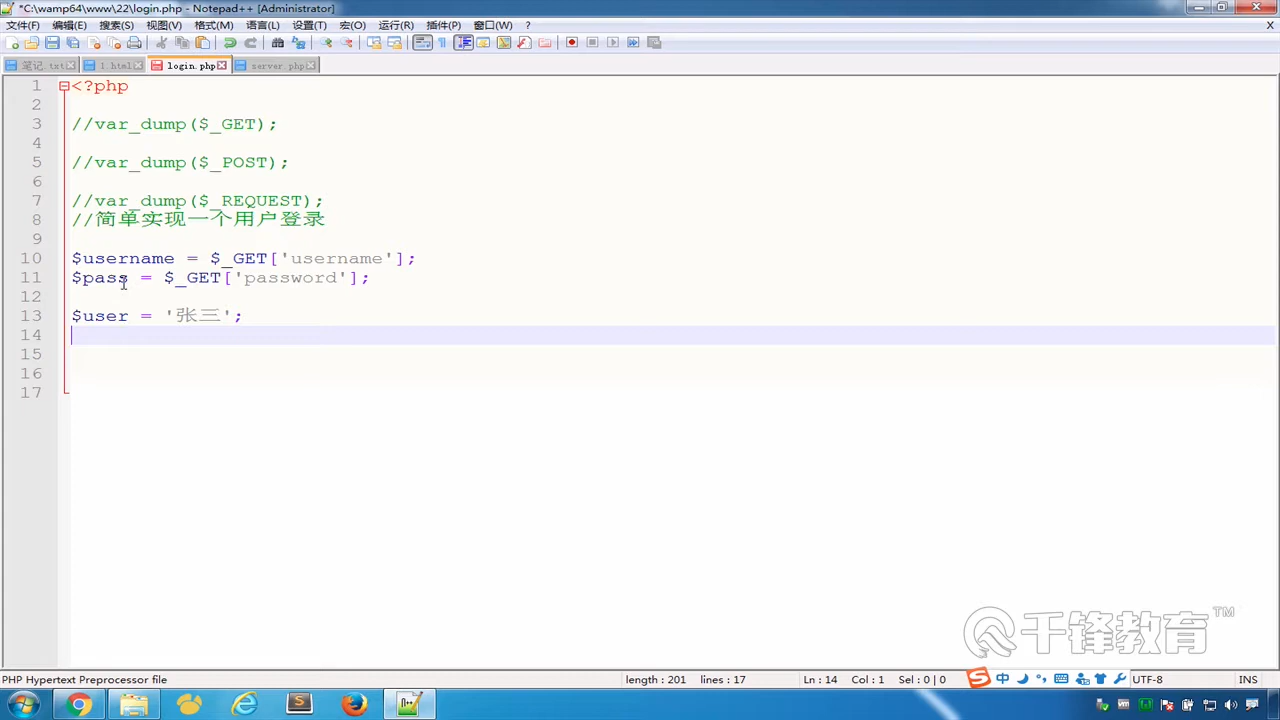 *C:\wamp64\www\22\login.php - Notepad++ [Administrator]
文件(F) 编辑(E) 搜索(S) 视图(V) 格式(M) 语言(L) 设置(T) 宏(O) 运行(R) 插件(P) 窗口(W) ? X
笔记.txt 1.html login.php server.php
1 <?php
2
3 //var_dump($_GET);
4
5 //var_dump($_POST);
6
7 //var_dump($_REQUEST);
8 //简单实现一个用户登录
9
10 $username = $_GET['username'];
11 $pass = $_GET['password'];
12
13 $user = '张三';
14
15
16
17
千锋教育™
PHP Hypertext Preprocessor file length : 201 lines : 17 Ln : 14 Col : 1 Sel : 0 | 0 中 UTF-8 INS